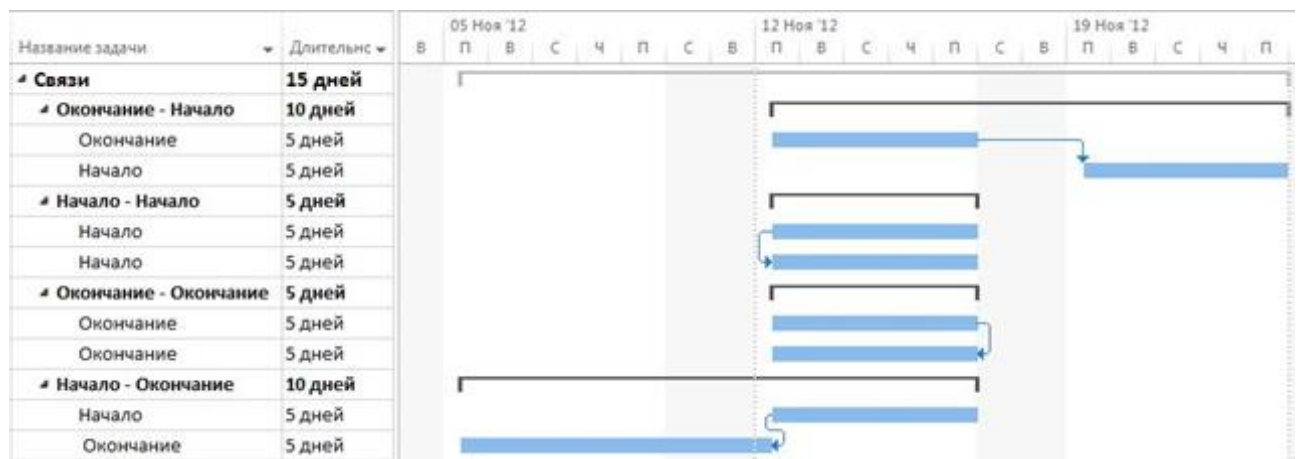 05 Ноя '12 12 Ноя '12 19 Ноя '12
Название задачи Длительнс В П В С Ч П С В П В С Ч П С В П В С Ч П
Связи 15 дней
Окончание - Начало 10 дней
Окончание 5 дней
Начало 5 дней
Начало - Начало 5 дней
Начало 5 дней
Начало 5 дней
Окончание - Окончание 5 дней
Окончание 5 дней
Окончание 5 дней
Начало - Окончание 10 дней
Начало 5 дней
Окончание 5 дней